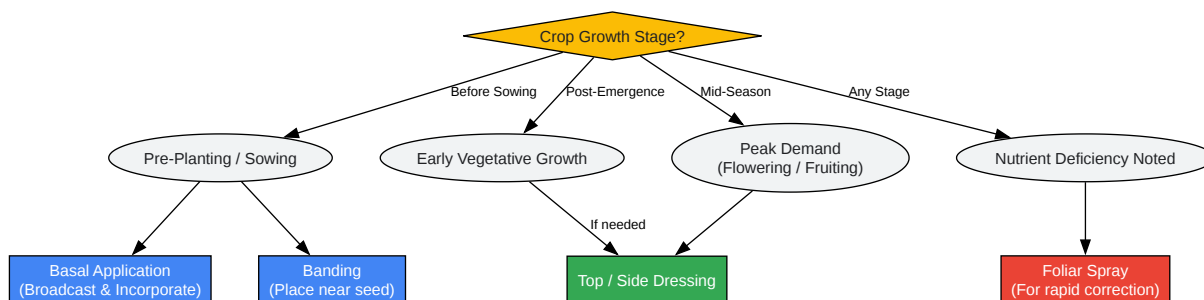 Crop Growth Stage?
Before Sowing
Post-Emergence
Mid-Season
Any Stage
Pre-Planting / Sowing
Early Vegetative Growth
Peak Demand
(Flowering / Fruiting)
Nutrient Deficiency Noted
If needed
Basal Application
(Broadcast & Incorporate)
Banding
(Place near seed)
Top / Side Dressing
Foliar Spray
(For rapid correction)